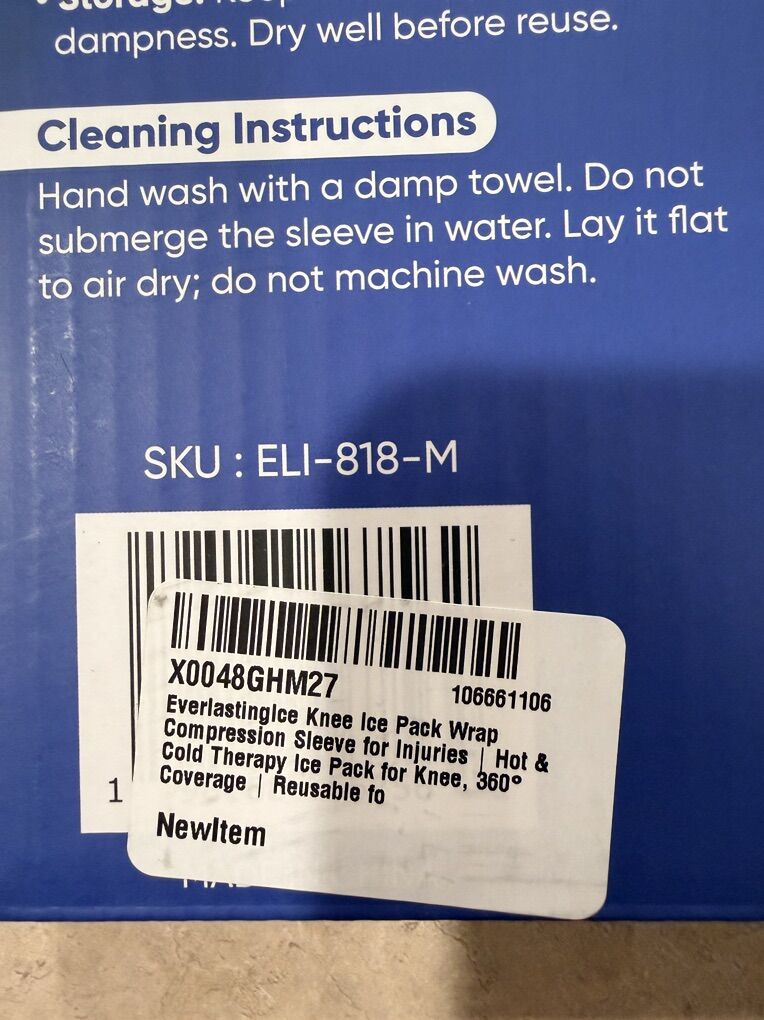 • Storage:
dampness. Dry well before reuse.
Cleaning Instructions
Hand wash with a damp towel. Do not
submerge the sleeve in water. Lay it flat
to air dry; do not machine wash.
SKU : ELI-818-M
X0048GHM27 106661106
EverlastingIce Knee Ice Pack Wrap
Compression Sleeve for Injuries | Hot &
Cold Therapy Ice Pack for Knee, 360°
Coverage | Reusable fo
1
NewItem